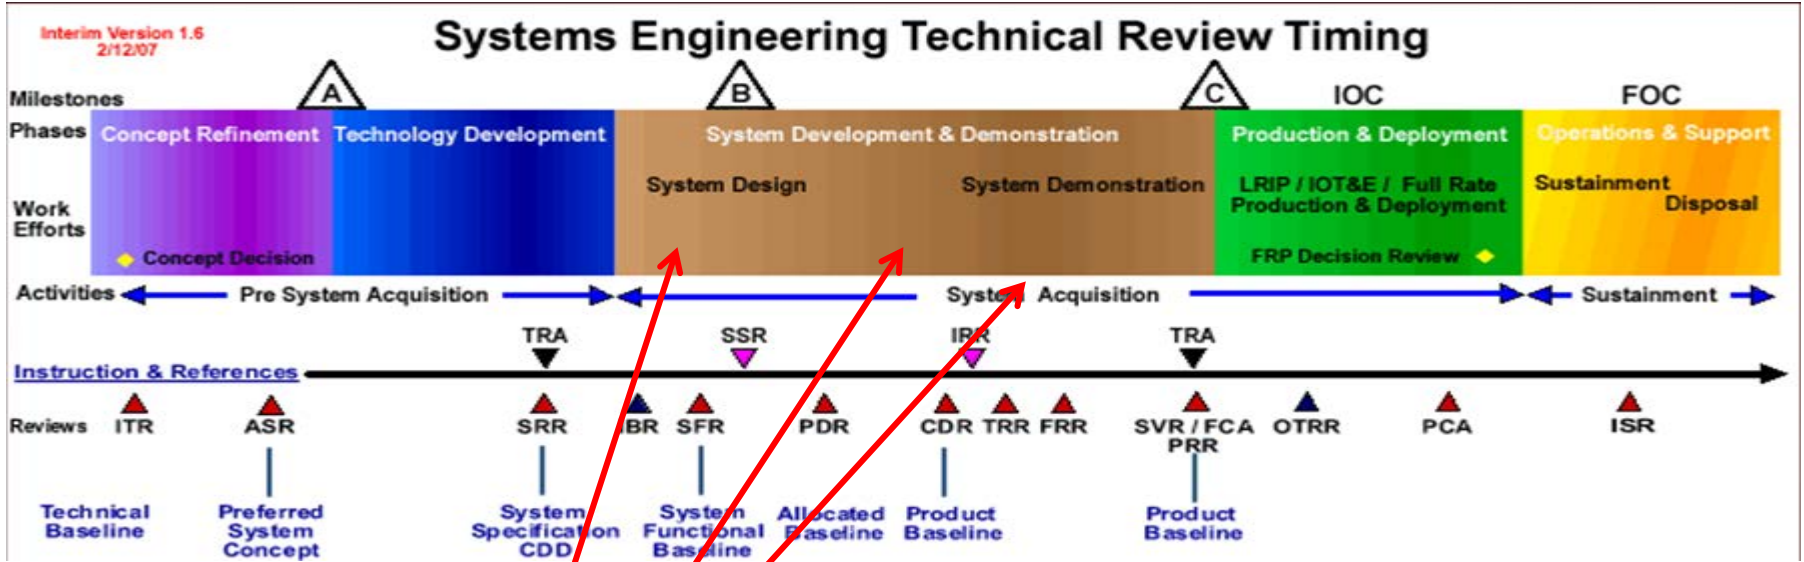 Interim Version 1.6
2/12/07
Systems Engineering Technical Review Timing
Milestones
A
B
C
IOC
FOC
Phases
Concept Refinement
Technology Development
System Development & Demonstration
Production & Deployment
Operations & Support
Work
Efforts
System Design
System Demonstration
LRIP / IOT&E / Full Rate
Production & Deployment
Sustainment
Disposal
Concept Decision
FRP Decision Review
Activities
Pre System Acquisition
System Acquisition
Sustainment
TRA
SSR
IRR
TRA
Instruction & References
Reviews
ITR
ASR
SRR
IBR
SFR
PDR
CDR
TRR
FRR
SVR / FCA
PRR
OTRR
PCA
ISR
Technical
Baseline
Preferred
System
Concept
System
Specification
CDD
System
Functional
Baseline
Allocated
Baseline
Product
Baseline
Product
Baseline